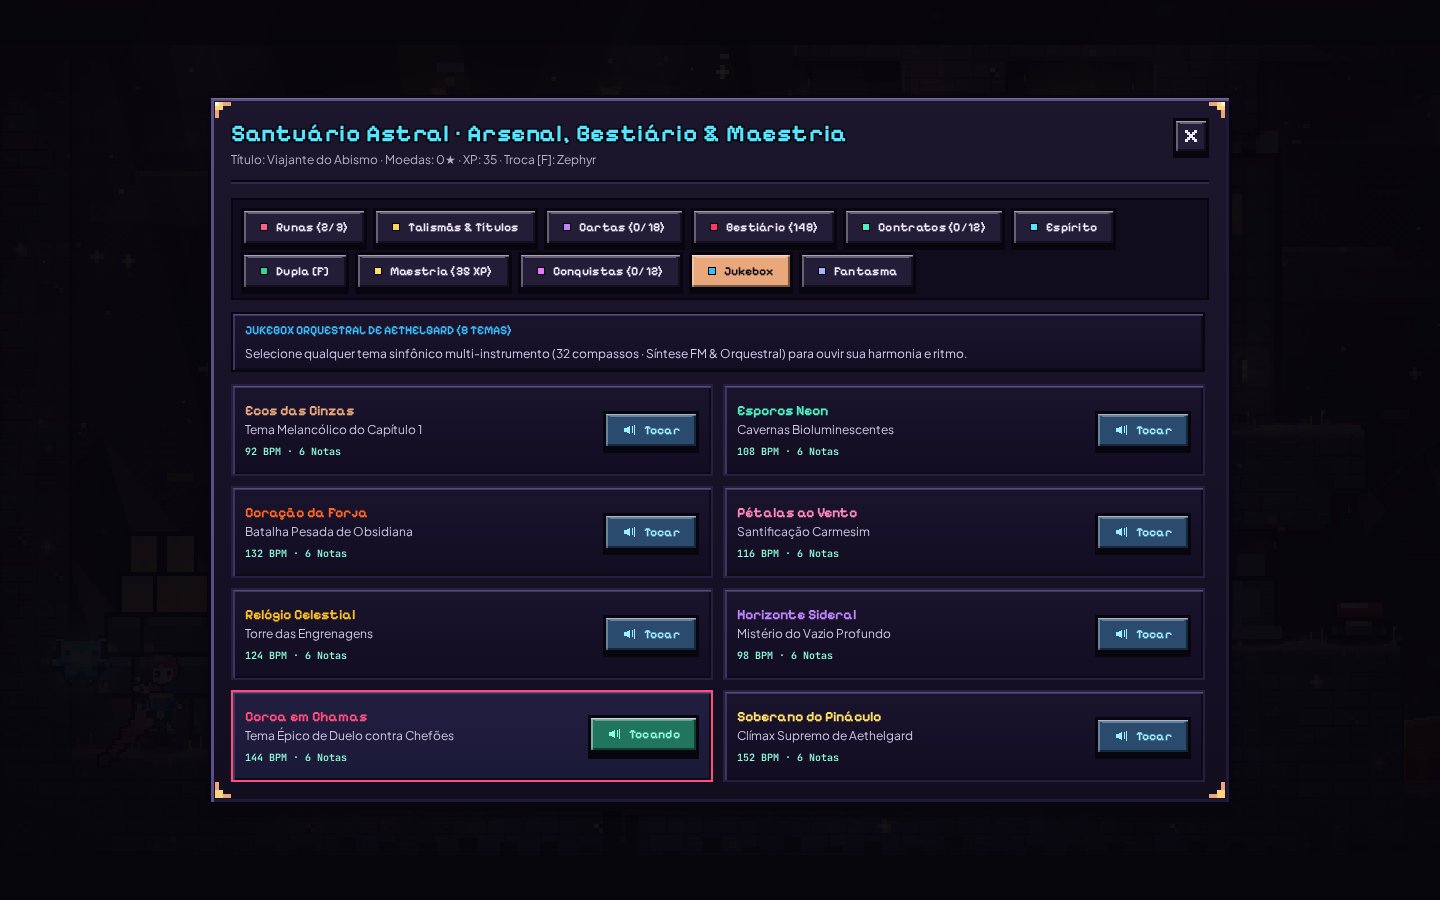 Santuário Astral · Arsenal, Bestiário & Maestria
Título: Viajante do Abismo · Moedas: 0★ · XP: 35 · Troca [F]: Zephyr
Runas (2/3)
Talismãs & Títulos
Cartas (0/18)
Bestiário (148)
Contratos (0/12)
Espírito
Dupla [F]
Maestria (35 XP)
Conquistas (0/12)
Jukebox
Fantasma
JUKEBOX ORQUESTRAL DE AETHELGARD (8 TEMAS)
Selecione qualquer tema sinfônico multi-instrumento (32 compassos · Síntese FM & Orquestral) para ouvir sua harmonia e ritmo.
Ecos das Cinzas
Tema Melancólico do Capítulo 1
92 BPM · 6 Notas
Tocar
Esporos Neon
Cavernas Bioluminescentes
108 BPM · 6 Notas
Tocar
Coração da Forja
Batalha Pesada de Obsidiana
132 BPM · 6 Notas
Tocar
Pétalas ao Vento
Santificação Carmesim
116 BPM · 6 Notas
Tocar
Relógio Celestial
Torre das Engrenagens
124 BPM · 6 Notas
Tocar
Horizonte Sideral
Mistério do Vazio Profundo
98 BPM · 6 Notas
Tocar
Coroa em Chamas
Tema Épico de Duelo contra Chefões
144 BPM · 6 Notas
Tocando
Soberano do Pináculo
Clímax Supremo de Aethelgard
152 BPM · 6 Notas
Tocar